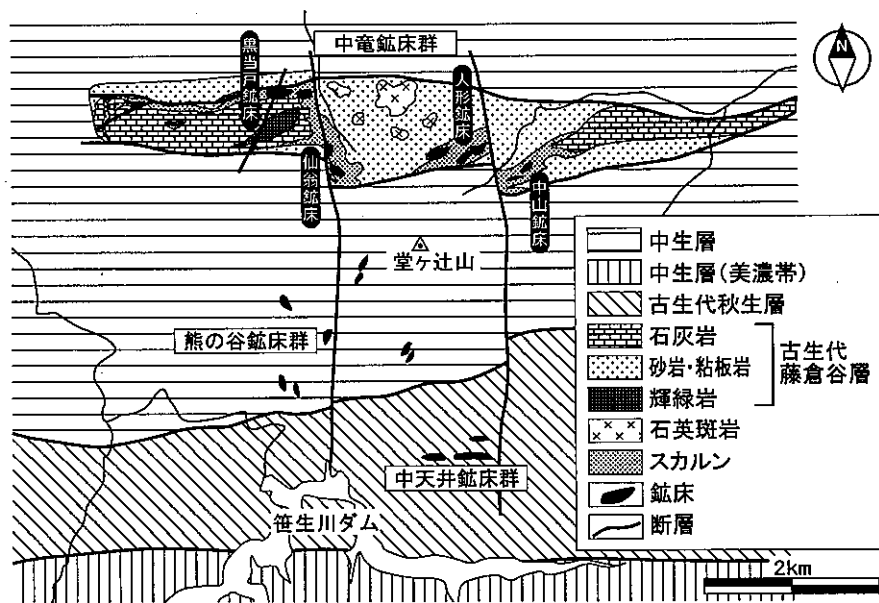 中竜鉱床群
N
黒当戸鉱床
人形鉱床
仙翁鉱床
中山鉱床
堂ヶ辻山
熊の谷鉱床群
中天井鉱床群
笹生川ダム
中生層
中生層(美濃帯)
古生代秋生層
石灰岩
砂岩・粘板岩
輝緑岩
古生代
藤倉谷層
石英斑岩
スカルン
鉱床
断層
2km